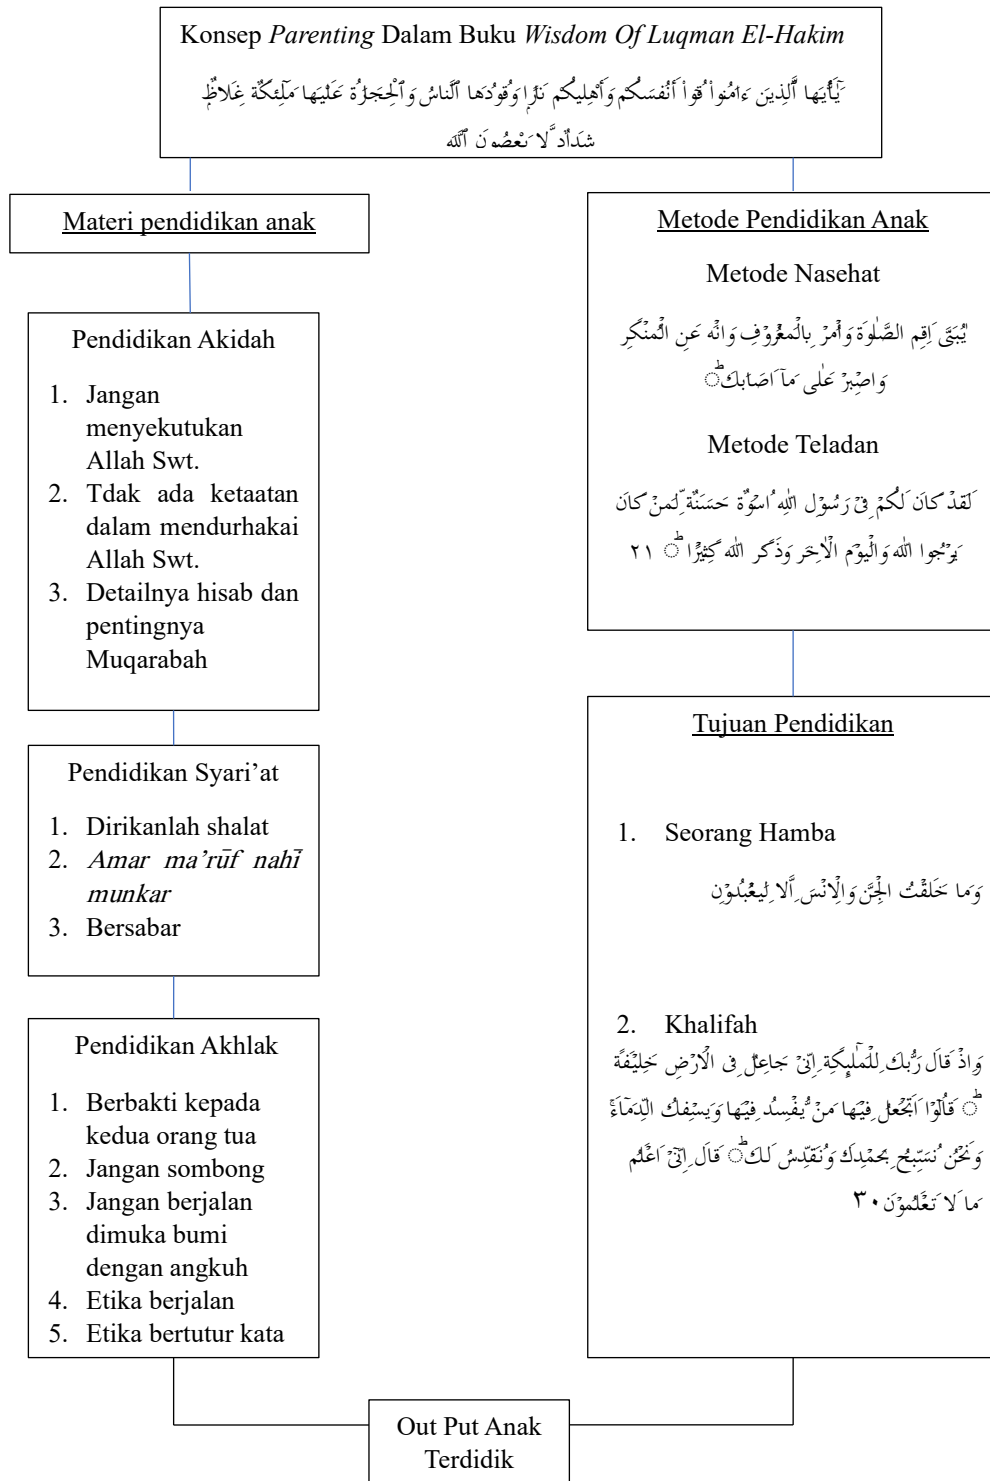 Konsep Parenting Dalam Buku Wisdom Of Luqman El-Hakim
يَٰٓأَيُّهَا ٱلَّذِينَ ءَامَنُواْ قُوٓاْ أَنفُسَكُمۡ وَأَهۡلِيكُمۡ نَارٗا وَقُودُهَا ٱلنَّاسُ وَٱلۡحِجَارَةُ عَلَيۡهَا مَلَٰٓئِكَةٌ غِلَاظٞ
شِدَادٞ لَّا يَعۡصُونَ ٱللَّهَ
Materi pendidikan anak
Pendidikan Akidah
1. Jangan
menyekutukan
Allah Swt.
2. Tdak ada ketaatan
dalam mendurhakai
Allah Swt.
3. Detailnya hisab dan
pentingnya
Muqarabah
Pendidikan Syari’at
1. Dirikanlah shalat
2. Amar ma’rūf nahī
munkar
3. Bersabar
Pendidikan Akhlak
1. Berbakti kepada
kedua orang tua
2. Jangan sombong
3. Jangan berjalan
dimuka bumi
dengan angkuh
4. Etika berjalan
5. Etika bertutur kata
Metode Pendidikan Anak
Metode Nasehat
يٰبُنَيَّ اَقِمِ الصَّلٰوةَ وَأْمُرْ بِالْمَعْرُوْفِ وَانْهَ عَنِ الْمُنْكَرِ
وَاصْبِرْ عَلٰى مَآ اَصَابَكَۗ
Metode Teladan
لَقَدْ كَانَ لَكُمْ فِيْ رَسُوْلِ اللّٰهِ اُسْوَةٌ حَسَنَةٌ لِّمَنْ كَانَ
يَرْجُوا اللّٰهَ وَالْيَوْمَ الْاٰخِرَ وَذَكَرَ اللّٰهَ كَثِيْرًاۗ ٢١
Tujuan Pendidikan
1. Seorang Hamba
وَمَا خَلَقْتُ الْجِنَّ وَالْاِنْسَ اِلَّا لِيَعْبُدُوْنِ
2. Khalifah
وَاِذْ قَالَ رَبُّكَ لِلْمَلٰۤىِٕكَةِ اِنِّيْ جَاعِلٌ فِى الْاَرْضِ خَلِيْفَةً
ۗ قَالُوْٓا اَتَجْعَلُ فِيْهَا مَنْ يُّفْسِدُ فِيْهَا وَيَسْفِكُ الدِّمَاۤءَۚ
وَنَحْنُ نُسَبِّحُ بِحَمْدِكَ وَنُقَدِّسُ لَكَۗ قَالَ اِنِّيْٓ اَعْلَمُ
مَا لَا تَعْلَمُوْنَ ٣٠
Out Put Anak
Terdidik